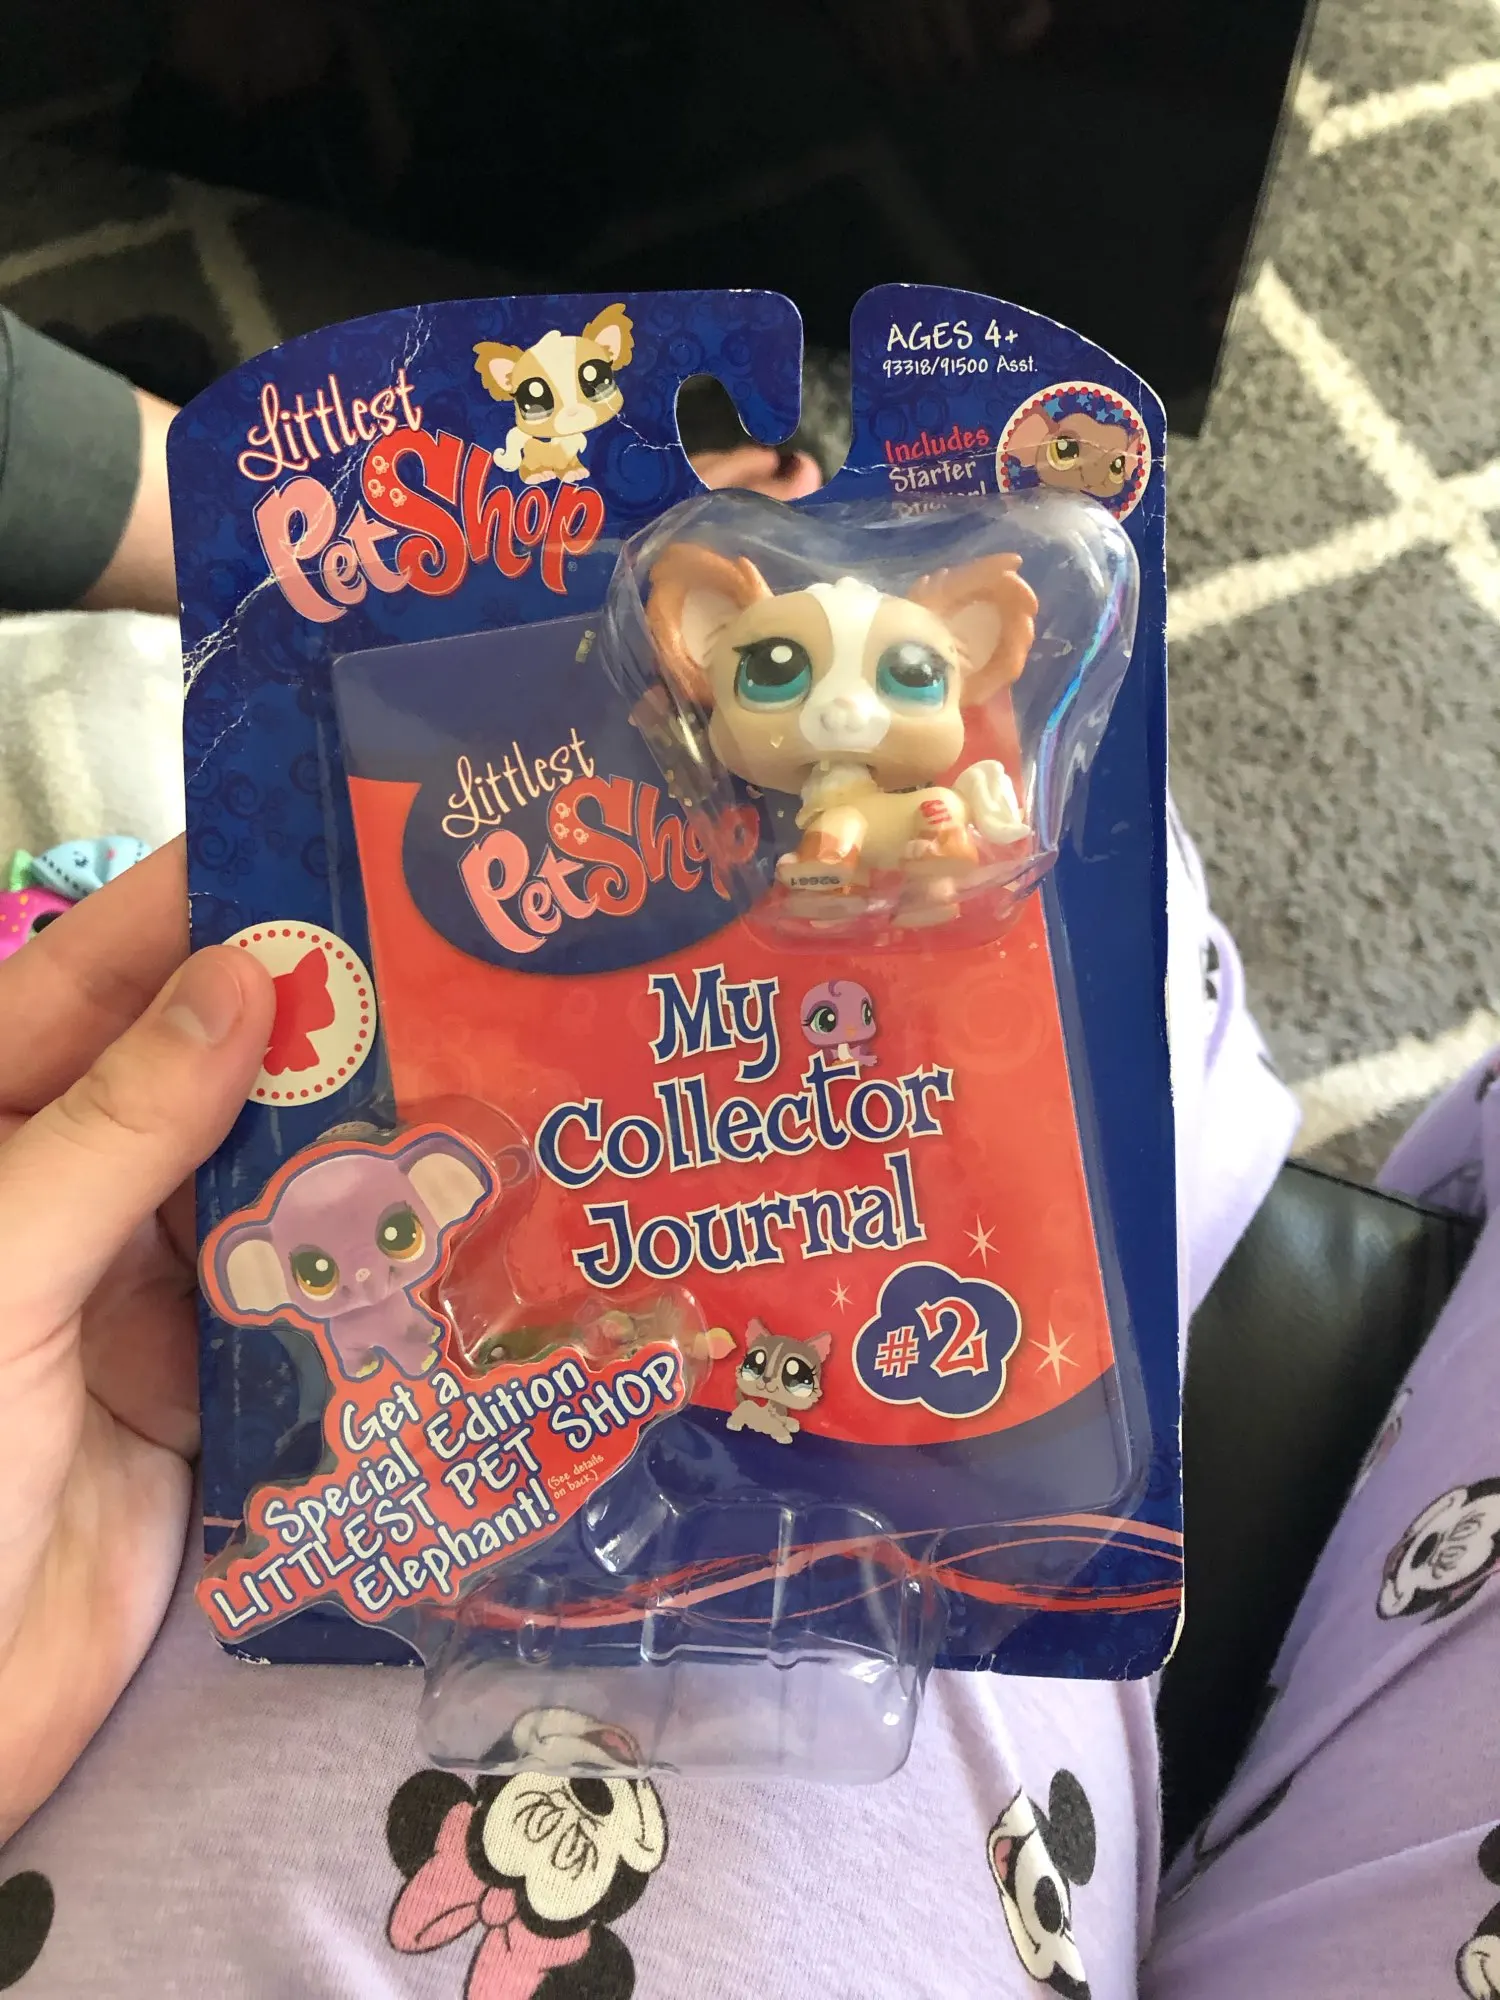 Littlest
PetShop
AGES 4+
93318/91500 Asst.
Includes
Starter
Littlest
PetShop
92661
My
Collector
Journal
#2
Get a
Special Edition
LITTLEST PET SHOP
Elephant!
(See details
on back)